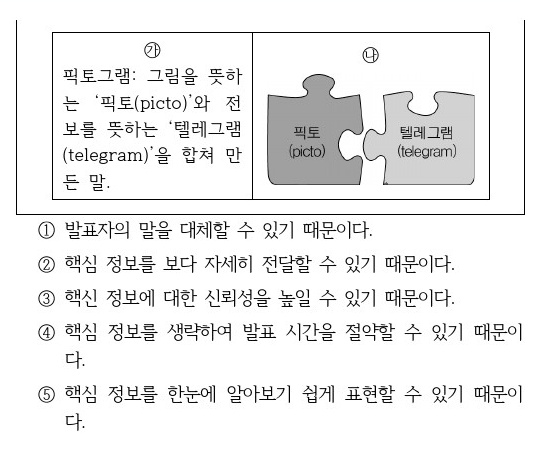 ㉮
픽토그램: 그림을 뜻하
는 '픽토(picto)'와 전
보를 뜻하는 '텔레그램
(telegram)'을 합쳐 만
든 말.
㉯
픽토
(picto)
텔레그램
(telegram)
① 발표자의 말을 대체할 수 있기 때문이다.
② 핵심 정보를 보다 자세히 전달할 수 있기 때문이다.
③ 핵신 정보에 대한 신뢰성을 높일 수 있기 때문이다.
④ 핵심 정보를 생략하여 발표 시간을 절약할 수 있기 때문이
다.
⑤ 핵심 정보를 한눈에 알아보기 쉽게 표현할 수 있기 때문이
다.